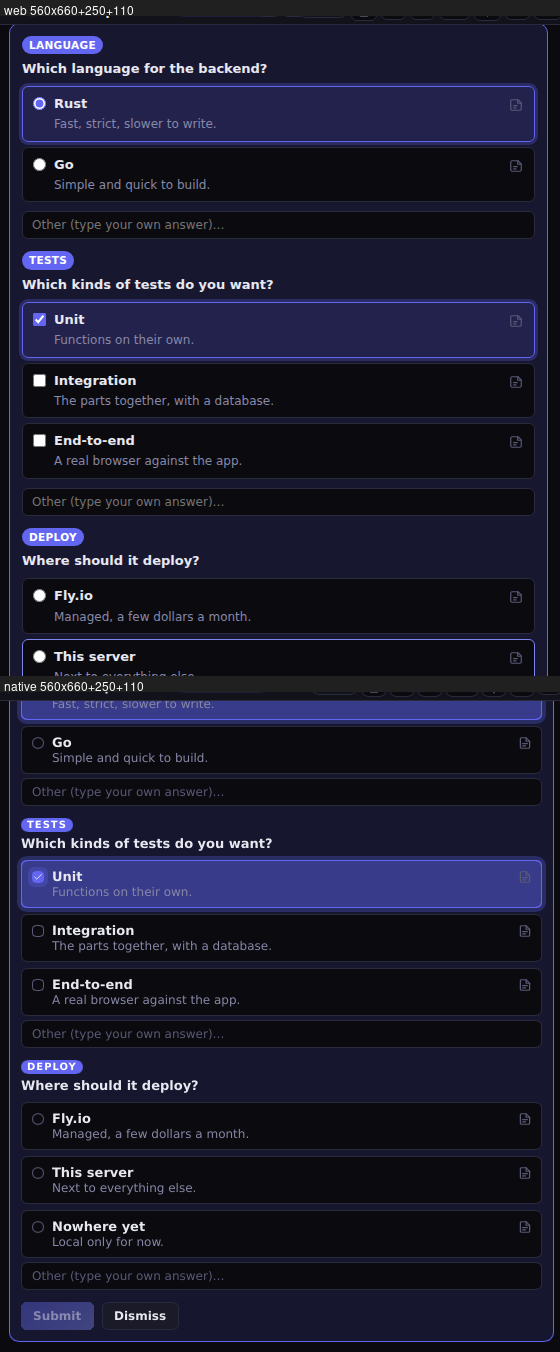 web 560x660+250+110
LANGUAGE
Which language for the backend?
Rust
Fast, strict, slower to write.
Go
Simple and quick to build.
Other (type your own answer)...
TESTS
Which kinds of tests do you want?
Unit
Functions on their own.
Integration
The parts together, with a database.
End-to-end
A real browser against the app.
Other (type your own answer)...
DEPLOY
Where should it deploy?
Fly.io
Managed, a few dollars a month.
This server
Next to everything else.
native 560x660+250+110
Fast, strict, slower to write.
Go
Simple and quick to build.
Other (type your own answer)...
TESTS
Which kinds of tests do you want?
Unit
Functions on their own.
Integration
The parts together, with a database.
End-to-end
A real browser against the app.
Other (type your own answer)...
DEPLOY
Where should it deploy?
Fly.io
Managed, a few dollars a month.
This server
Next to everything else.
Nowhere yet
Local only for now.
Other (type your own answer)...
Submit
Dismiss